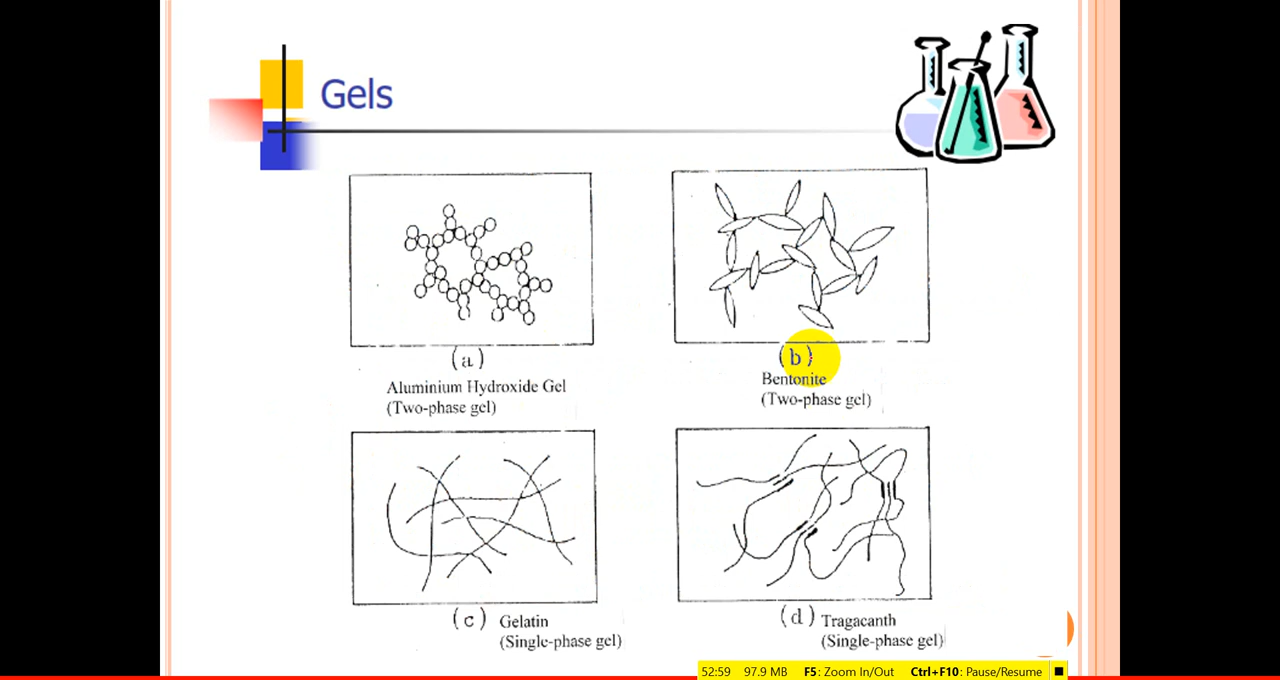 Gels
(a)
Aluminium Hydroxide Gel
(Two-phase gel)
(b)
Bentonite
(Two-phase gel)
(c) Gelatin
(Single-phase gel)
(d) Tragacanth
(Single-phase gel)
52:59 97.9 MB F5: Zoom In/Out Ctrl+F10: Pause/Resume